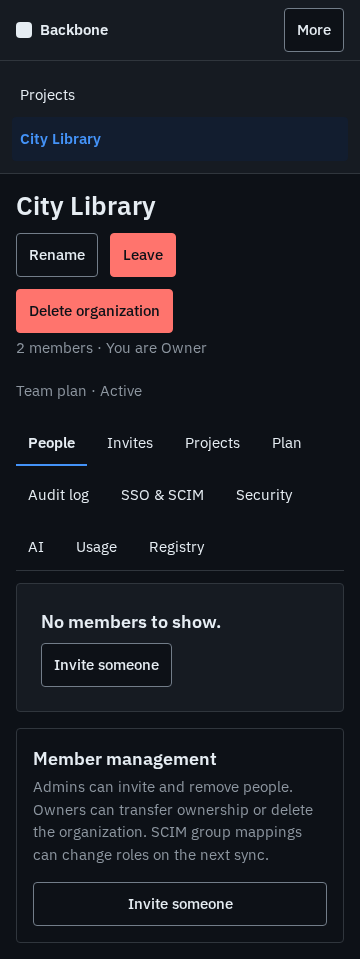 Backbone
More
Projects
City Library
City Library
Rename
Leave
Delete organization
2 members · You are Owner
Team plan · Active
People
Invites
Projects
Plan
Audit log
SSO & SCIM
Security
AI
Usage
Registry
No members to show.
Invite someone
Member management
Admins can invite and remove people.
Owners can transfer ownership or delete
the organization. SCIM group mappings
can change roles on the next sync.
Invite someone